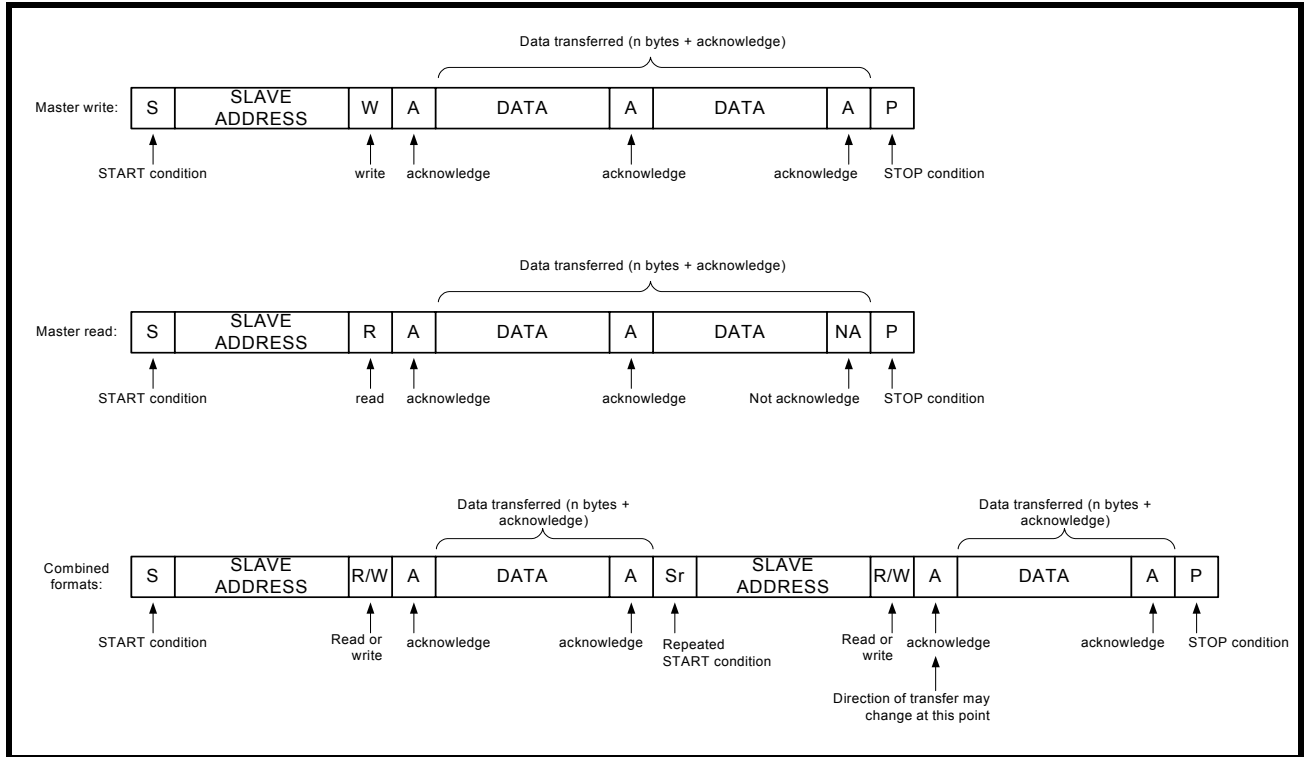 Data transferred (n bytes + acknowledge)
Master write:
S
SLAVE
ADDRESS
W
A
DATA
A
DATA
A
P
START condition
write
acknowledge
acknowledge
acknowledge
STOP condition
Data transferred (n bytes + acknowledge)
Master read:
S
SLAVE
ADDRESS
R
A
DATA
A
DATA
NA
P
START condition
read
acknowledge
acknowledge
Not acknowledge
STOP condition
Data transferred (n bytes +
acknowledge)
Data transferred (n bytes +
acknowledge)
Combined
formats:
S
SLAVE
ADDRESS
R/W
A
DATA
A
Sr
SLAVE
ADDRESS
R/W
A
DATA
A
P
START condition
Read or
write
acknowledge
acknowledge
Repeated
START condition
Read or
write
acknowledge
acknowledge
STOP condition
Direction of transfer may
change at this point